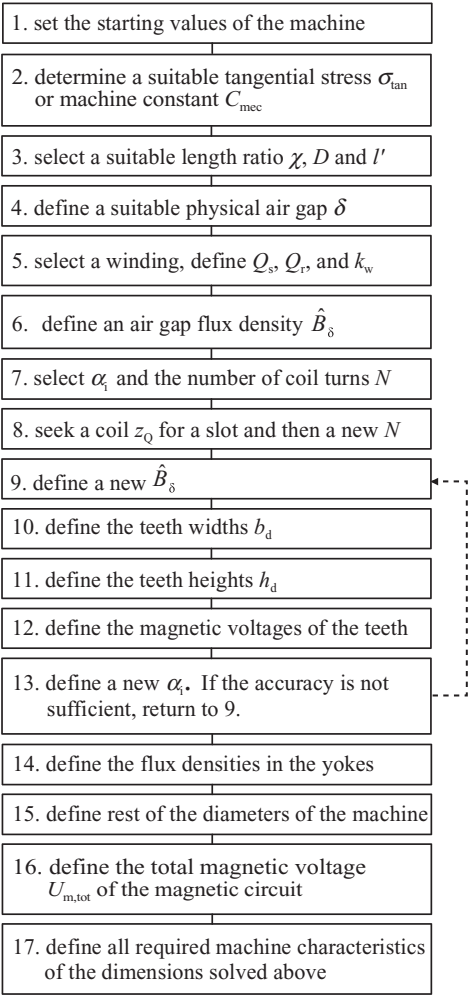 1. set the starting values of the machine
2. determine a suitable tangential stress σtan
or machine constant Cmec
3. select a suitable length ratio χ, D and l′
4. define a suitable physical air gap δ
5. select a winding, define Qs, Qr, and kw
6. define an air gap flux density B̂δ
7. select αi and the number of coil turns N
8. seek a coil zQ for a slot and then a new N
9. define a new B̂δ
10. define the teeth widths bd
11. define the teeth heights hd
12. define the magnetic voltages of the teeth
13. define a new αi. If the accuracy is not
sufficient, return to 9.
14. define the flux densities in the yokes
15. define rest of the diameters of the machine
16. define the total magnetic voltage
Um,tot of the magnetic circuit
17. define all required machine characteristics
of the dimensions solved above